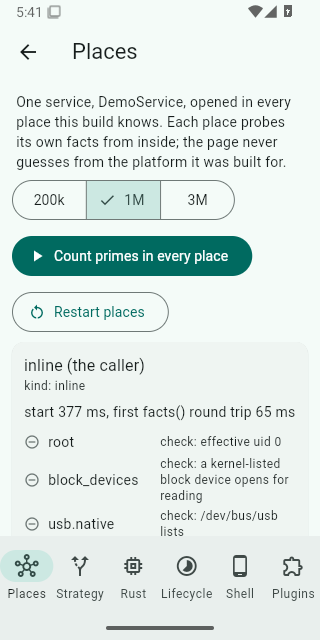 5:41
Places
One service, DemoService, opened in every
place this build knows. Each place probes
its own facts from inside; the page never
guesses from the platform it was built for.
200k
1M
3M
Count primes in every place
Restart places
inline (the caller)
kind: inline
start 377 ms, first facts() round trip 65 ms
root
check: effective uid 0
block_devices
check: a kernel-listed
block device opens for
reading
usb.native
check: /dev/bus/usb
lists
Places
Strategy
Rust
Lifecycle
Shell
Plugins